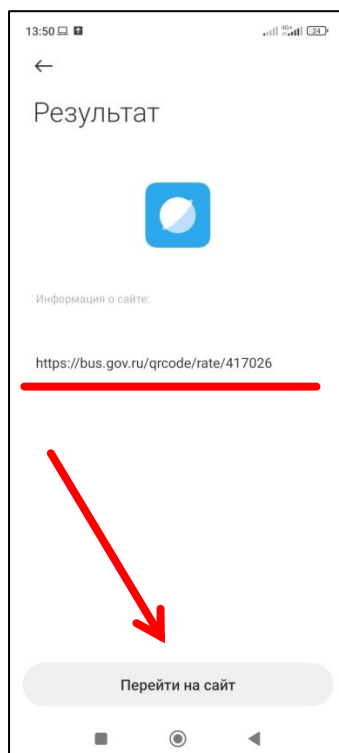 13:50
4G+
24
Результат
Информация о сайте:
https://bus.gov.ru/qrcode/rate/417026
Перейти на сайт